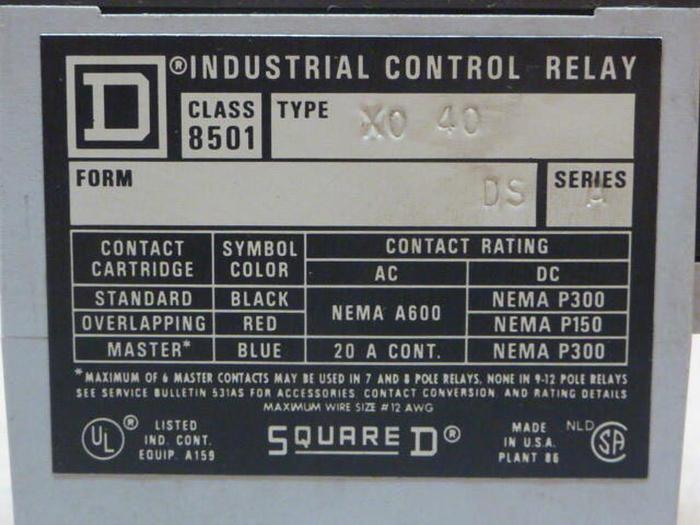 D ® INDUSTRIAL CONTROL RELAY
CLASS 8501 TYPE XO 40
FORM DS SERIES A
CONTACT CARTRIDGE SYMBOL COLOR CONTACT RATING
AC DC
STANDARD BLACK NEMA A600 NEMA P300
OVERLAPPING RED NEMA P150
MASTER* BLUE 20 A CONT. NEMA P300
*MAXIMUM OF 6 MASTER CONTACTS MAY BE USED IN 7 AND 8 POLE RELAYS, NONE IN 9-12 POLE RELAYS
SEE SERVICE BULLETIN 531AS FOR ACCESSORIES, CONTACT CONVERSION AND RATING DETAILS
MAXIMUM WIRE SIZE #12 AWG
UL ® LISTED IND. CONT. EQUIP. A159 SQUARE D ® MADE IN U.S.A. PLANT 86 NLD SA